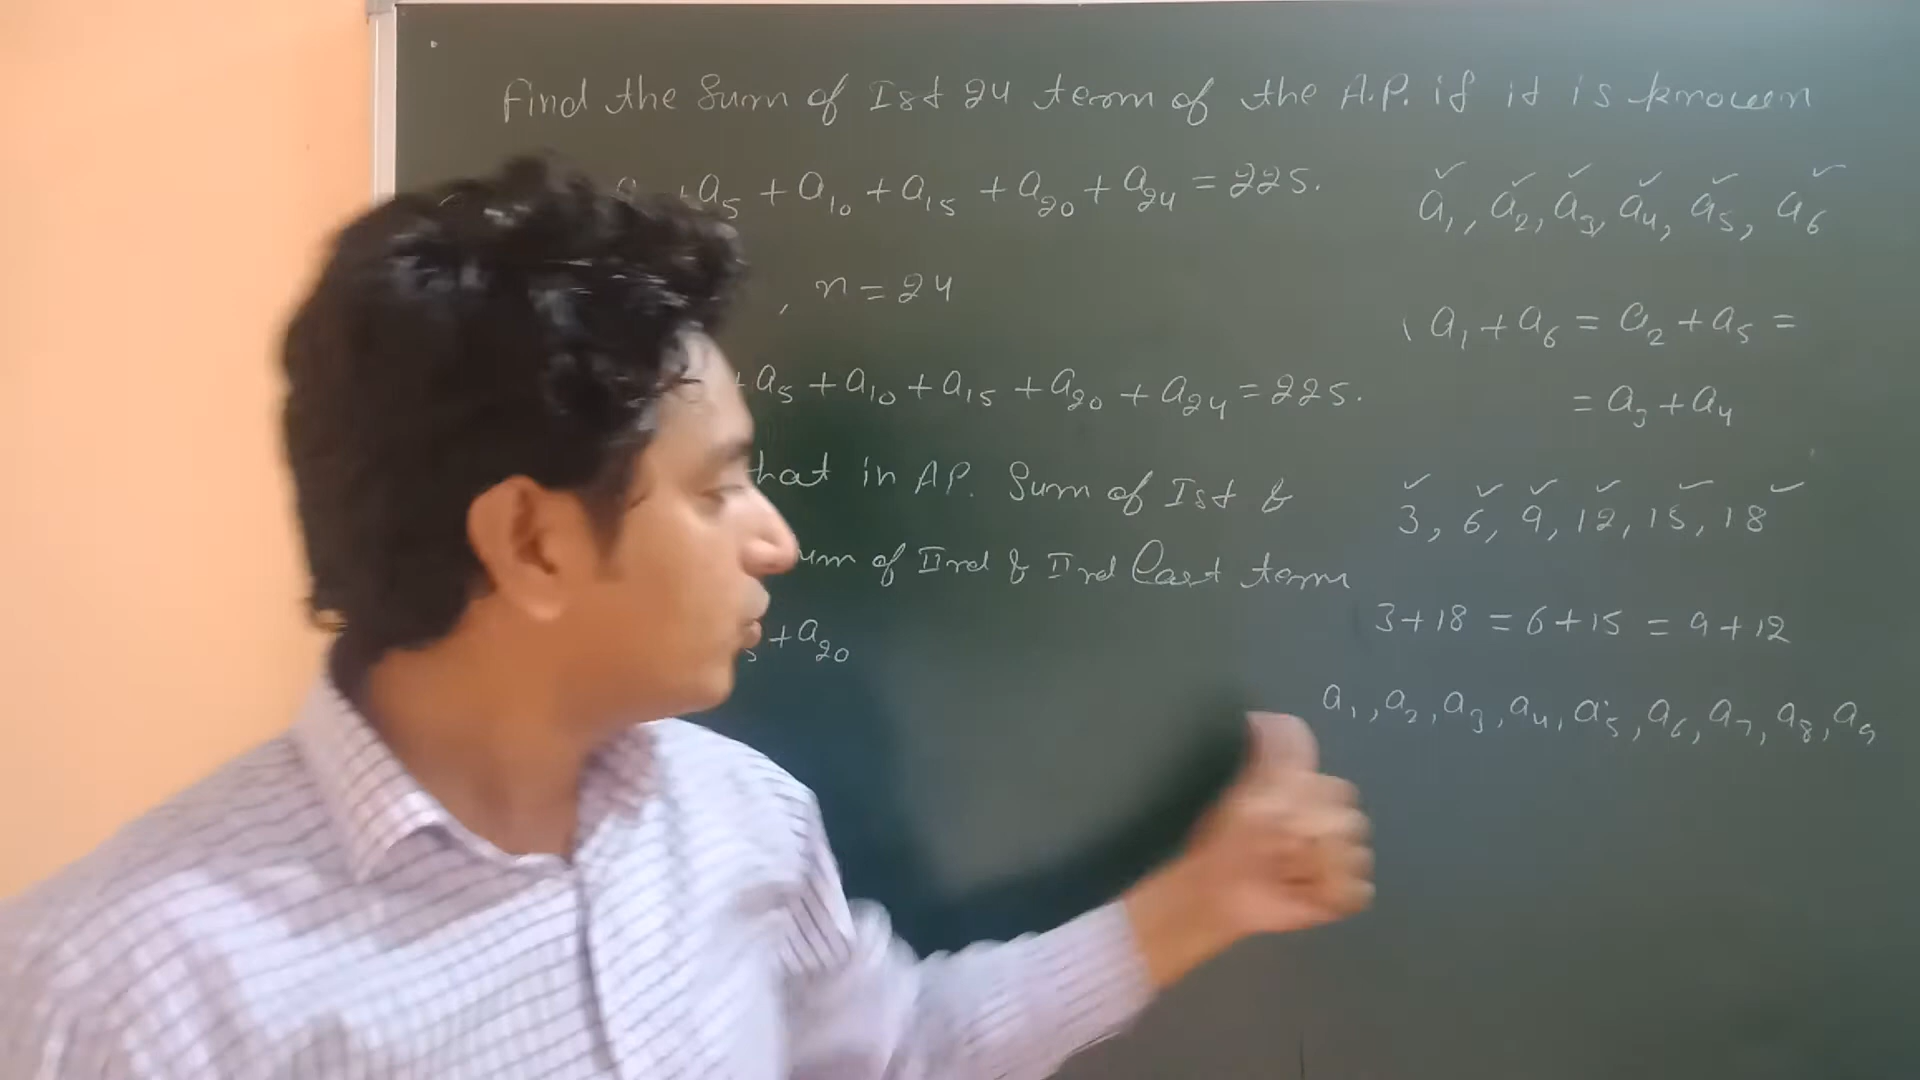 Find the Sum of Ist 24 term of the A.P. if it is known
+a5 + a10 + a15 + a20 + a24 = 225.
, n = 24
+ a5 + a10 + a15 + a20 + a24 = 225.
that in A.P. Sum of Ist &
um of IInd & IInd last term
+ a20
a1, a2, a3, a4, a5, a6
a1 + a6 = a2 + a5 =
= a3 + a4
3, 6, 9, 12, 15, 18
3+18 = 6+15 = 9+12
a1, a2, a3, a4, a5, a6, a7, a8, a9